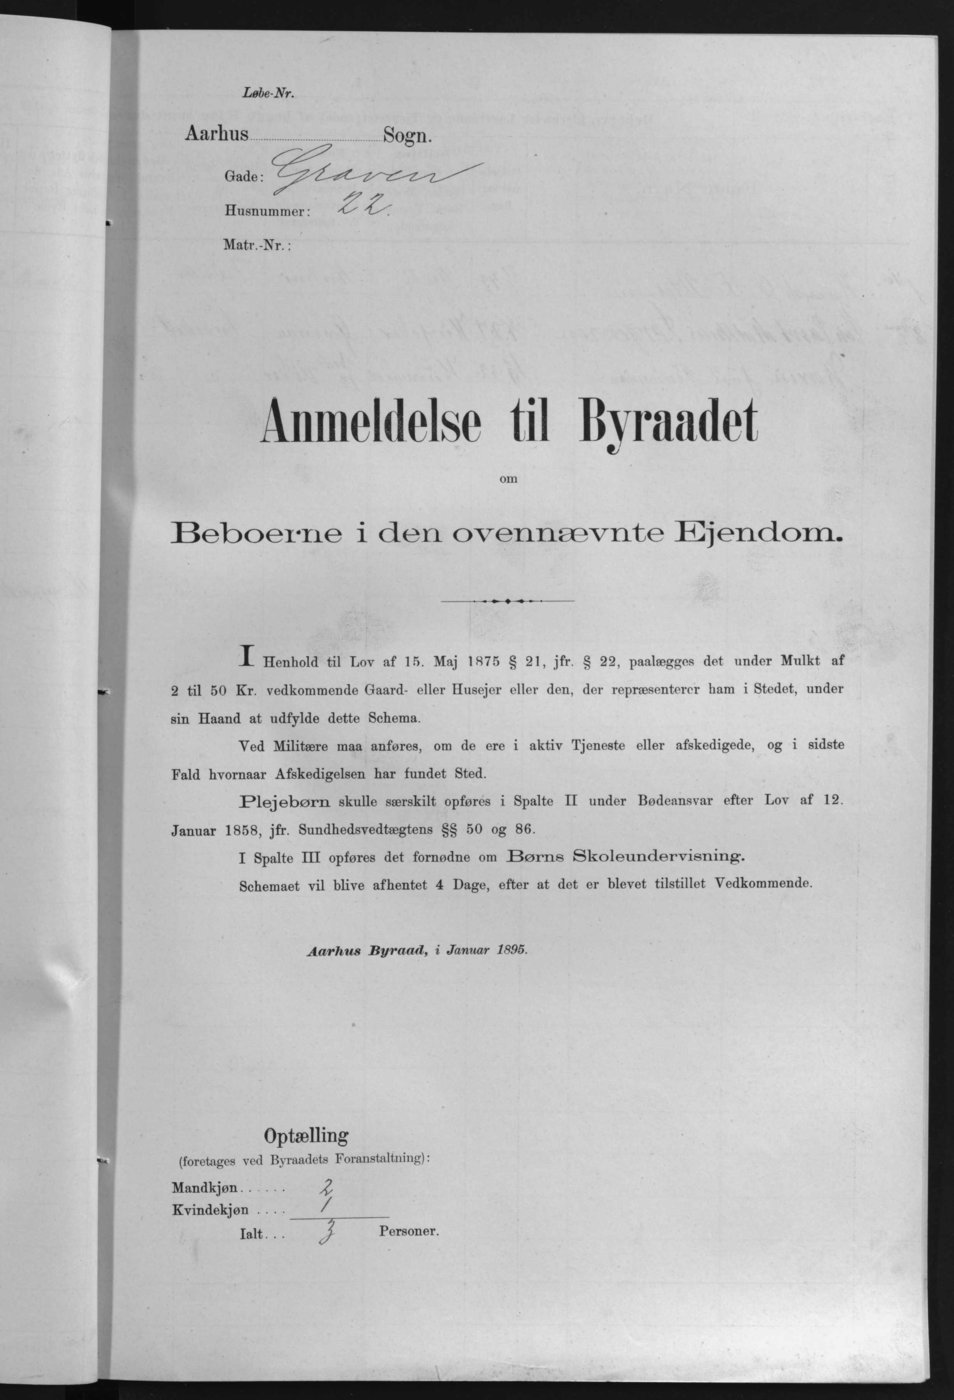 Løbe-Nr.
Aarhus Sogn.
Gade: Graven
Husnummer: 22.
Matr.-Nr.:
Anmeldelse til Byraadet
om
Beboerne i den ovennævnte Ejendom.
I Henhold til Lov af 15. Maj 1875 § 21, jfr. § 22, paalægges det under Mulkt af
2 til 50 Kr. vedkommende Gaard- eller Husejer eller den, der repræsenterer ham i Stedet, under
sin Haand at udfylde dette Schema.
Ved Militære maa anføres, om de ere i aktiv Tjeneste eller afskedigede, og i sidste
Fald hvornaar Afskedigelsen har fundet Sted.
Plejebørn skulle særskilt opføres i Spalte II under Bødeansvar efter Lov af 12.
Januar 1858, jfr. Sundhedsvedtægtens §§ 50 og 86.
I Spalte III opføres det fornødne om Børns Skoleundervisning.
Schemaet vil blive afhentet 4 Dage, efter at det er blevet tilstillet Vedkommende.
Aarhus Byraad, i Januar 1895.
Optælling
(foretages ved Byraadets Foranstaltning):
Mandkjøn...... 2
Kvindekjøn .... 1
Ialt... 3 Personer.